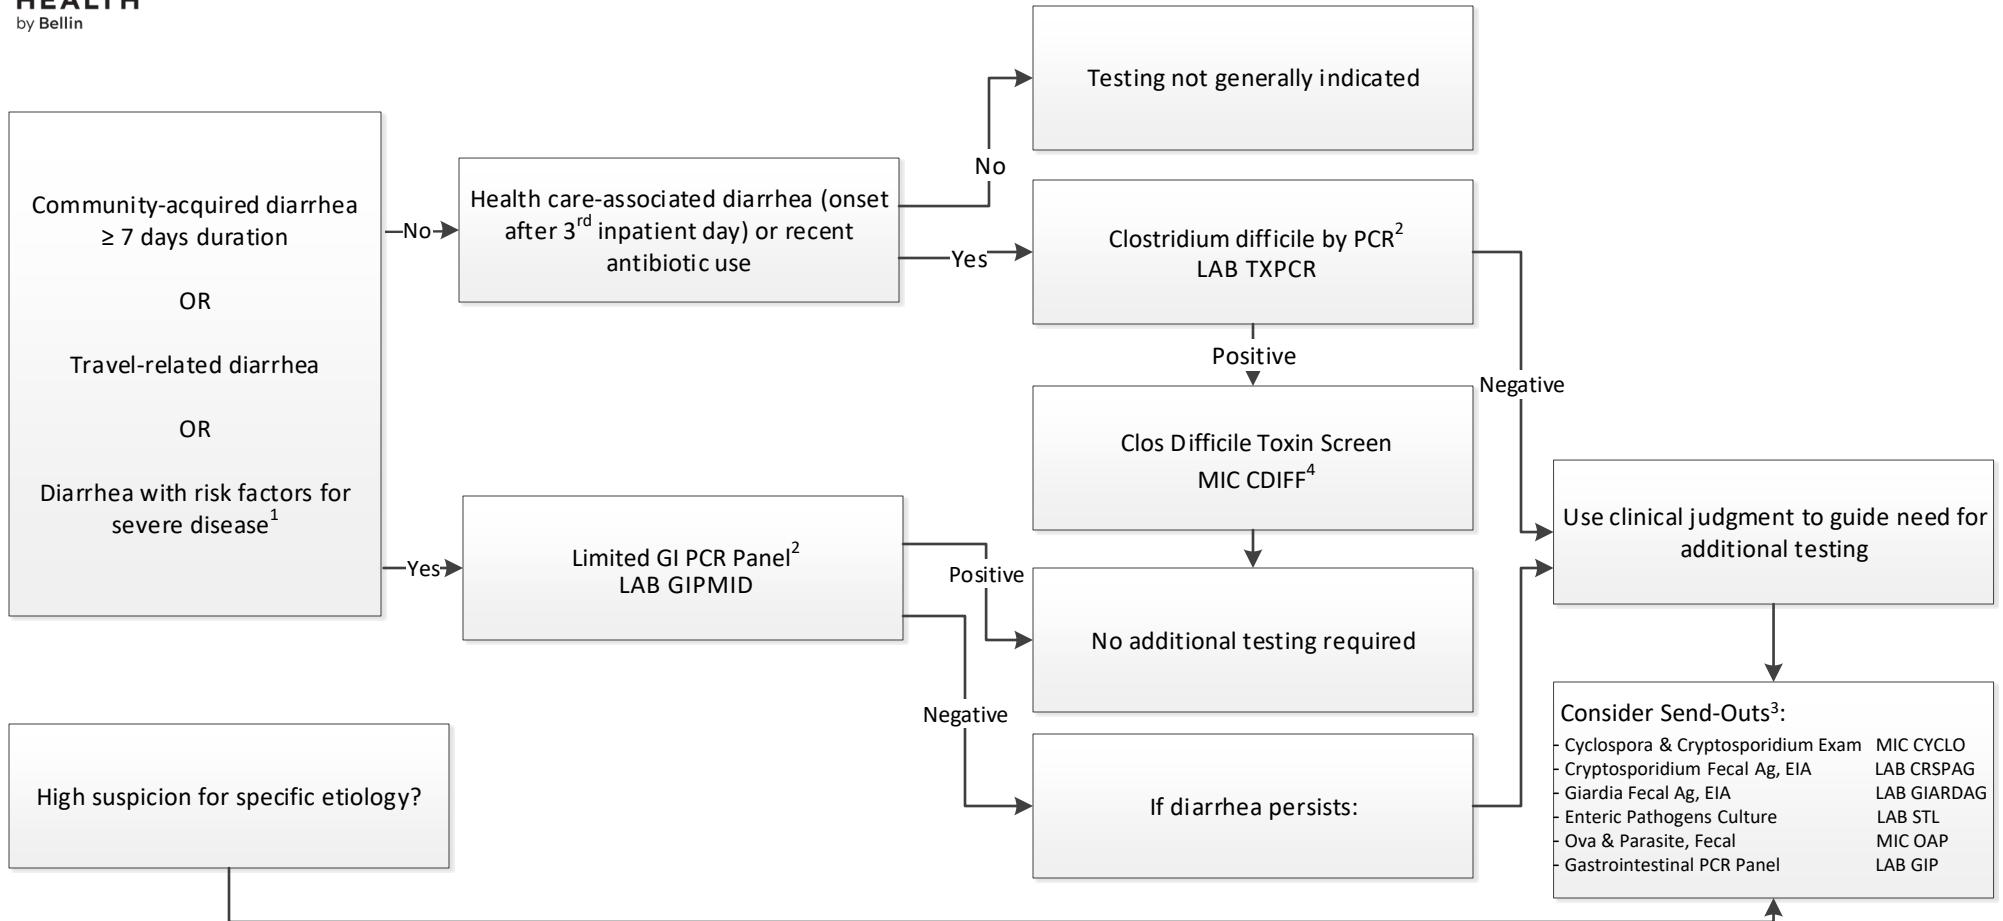 HEALTH
by Bellin
Testing not generally indicated
Community-acquired diarrhea
≥ 7 days duration
OR
Travel-related diarrhea
OR
Diarrhea with risk factors for
severe disease1
No
Health care-associated diarrhea (onset
after 3rd inpatient day) or recent
antibiotic use
No
Yes
Clostridium difficile by PCR2
LAB TXPCR
Positive
Negative
Clos Difficile Toxin Screen
MIC CDIFF4
Use clinical judgment to guide need for
additional testing
Yes
Limited GI PCR Panel2
LAB GIPMID
Positive
No additional testing required
Negative
If diarrhea persists:
High suspicion for specific etiology?
Consider Send-Outs3:
- Cyclospora & Cryptosporidium Exam MIC CYCLO
- Cryptosporidium Fecal Ag, EIA LAB CRSPAG
- Giardia Fecal Ag, EIA LAB GIARDAG
- Enteric Pathogens Culture LAB STL
- Ova & Parasite, Fecal MIC OAP
- Gastrointestinal PCR Panel LAB GIP